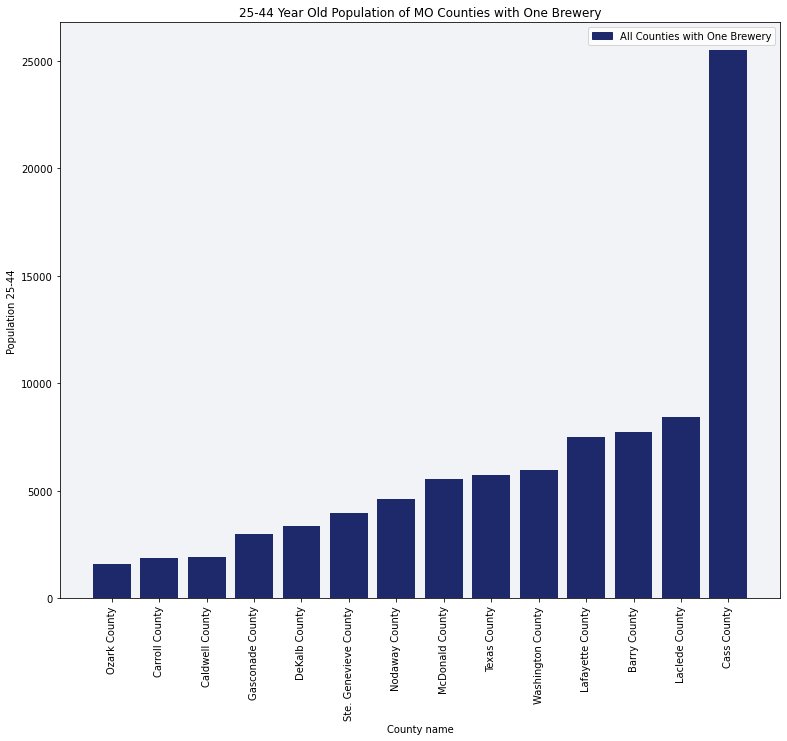 25-44 Year Old Population of MO Counties with One Brewery
All Counties with One Brewery
Population 25-44
25000
20000
15000
10000
5000
0
Ozark County
Carroll County
Caldwell County
Gasconade County
DeKalb County
Ste. Genevieve County
Nodaway County
McDonald County
Texas County
Washington County
Lafayette County
Barry County
Laclede County
Cass County
County name